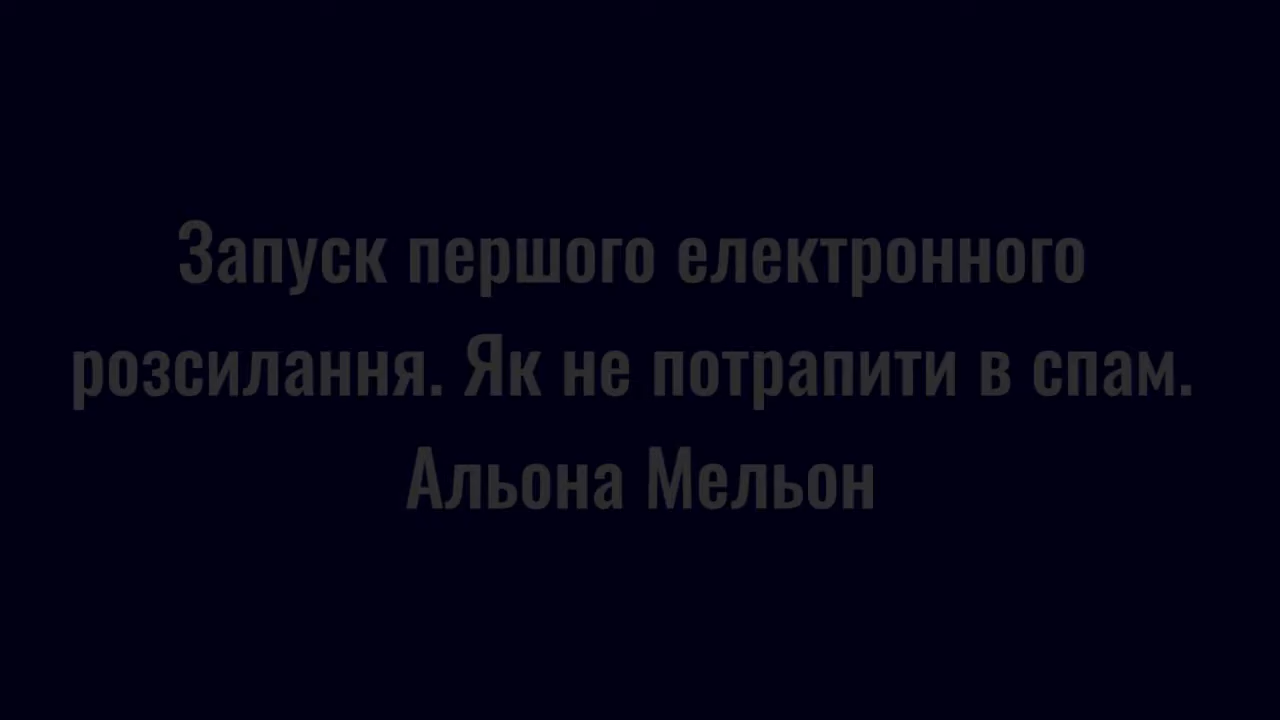 Запуск першого електронного
розсилання. Як не потрапити в спам.
Альона Мельон